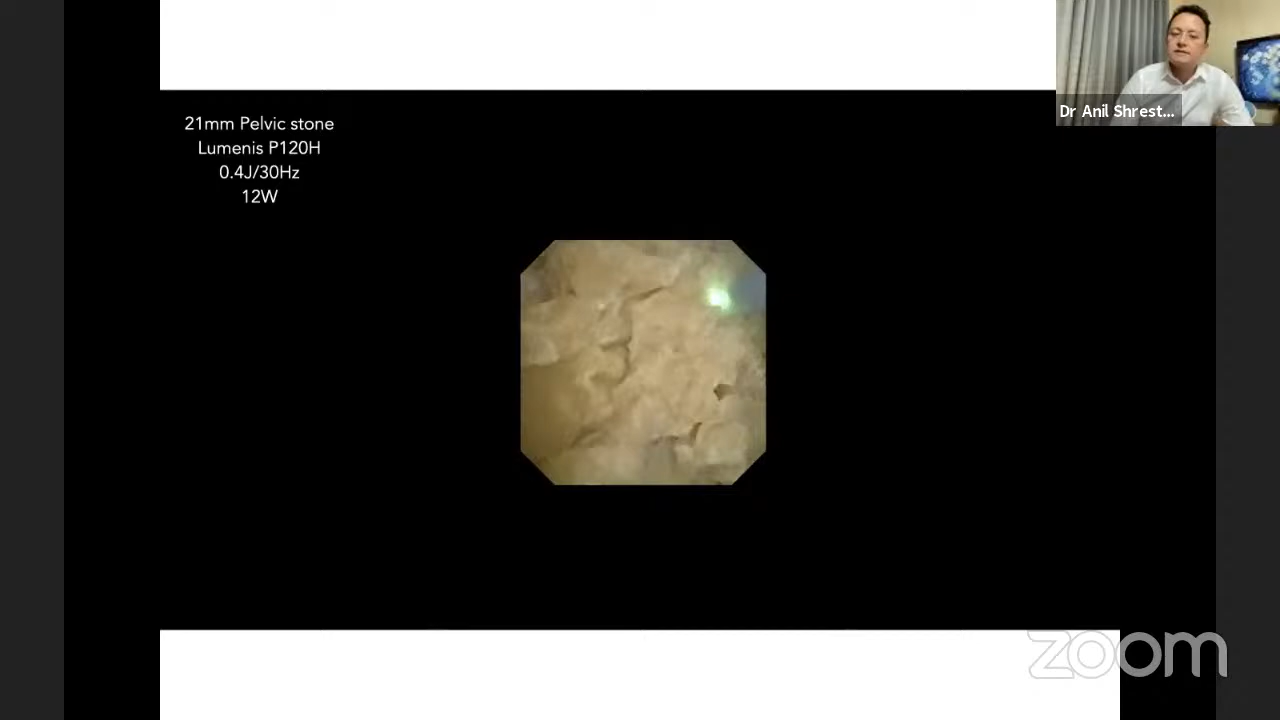 21mm Pelvic stone
Lumenis P120H
0.4J/30Hz
12W
Dr Anil Shrest...
zoom